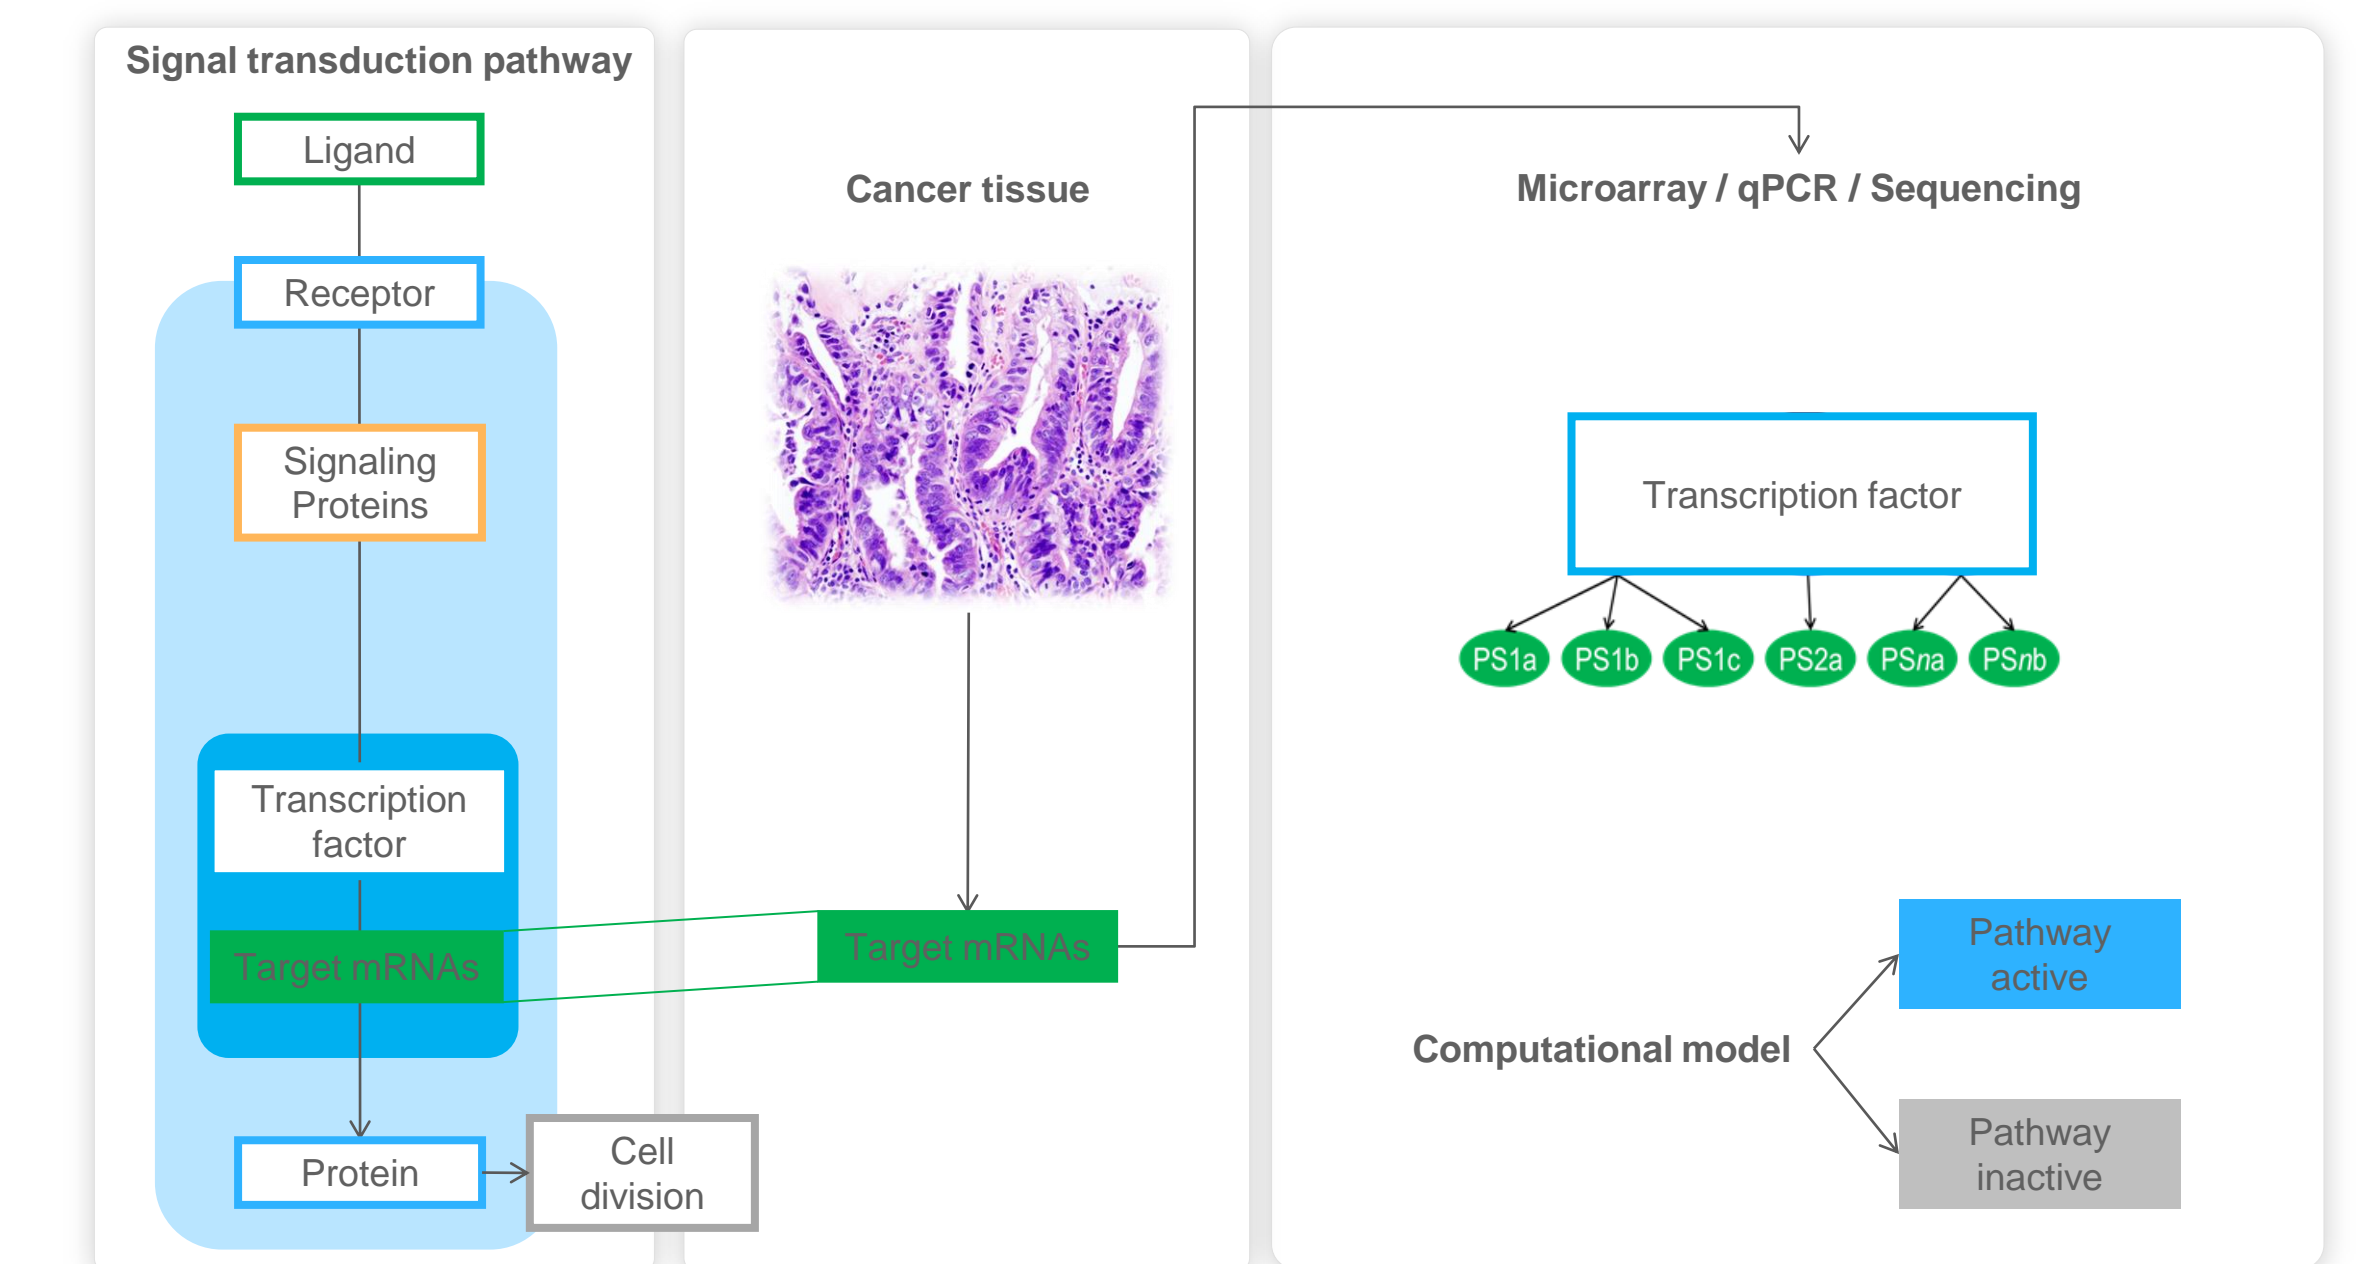 Signal transduction pathway
Ligand
Receptor
Signaling
Proteins
Transcription
factor
Target mRNAs
Protein
Cell
division
Cancer tissue
Target mRNAs
Microarray / qPCR / Sequencing
Transcription factor
PS1a PS1b PS1c PS2a PSna PSnb
Computational model
Pathway
active
Pathway
inactive